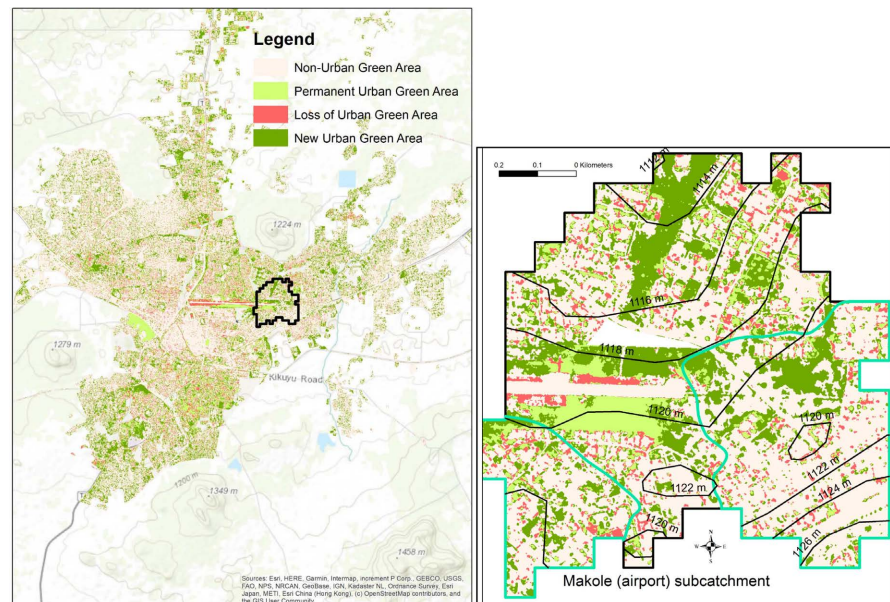 Legend
Non-Urban Green Area
Permanent Urban Green Area
Loss of Urban Green Area
New Urban Green Area
T
1224 m
1279 m
Kikuyu Road
1200 m
1349 m
T
1458 m
Sources: Esri, HERE, Garmin, Intermap, increment P Corp., GEBCO, USGS,
FAO, NPS, NRCAN, GeoBase, IGN, Kadaster NL, Ordnance Survey, Esri
Japan, METI, Esri China (Hong Kong), (c) OpenStreetMap contributors, and
the GIS User Community
0.2 0.1 0 Kilometers
1112 m
1114 m
1116 m
1118 m
1120 m
1120 m
1122 m
1122 m
1124 m
1120 m
1126 m
N
W E
S
Makole (airport) subcatchment